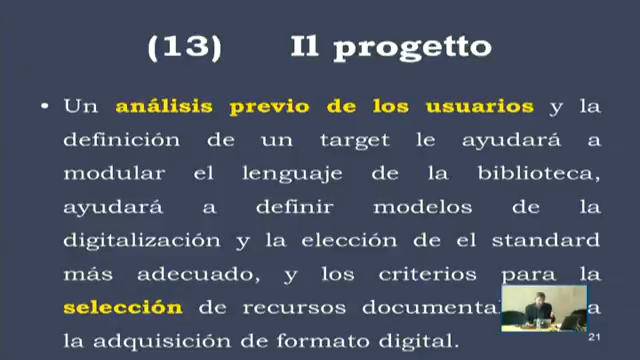 (13) Il progetto
• Un análisis previo de los usuarios y la
definición de un target le ayudará a
modular el lenguaje de la biblioteca,
ayudará a definir modelos de la
digitalización y la elección de el standard
más adecuado, y los criterios para la
selección de recursos documenta a
la adquisición de formato digital.
21